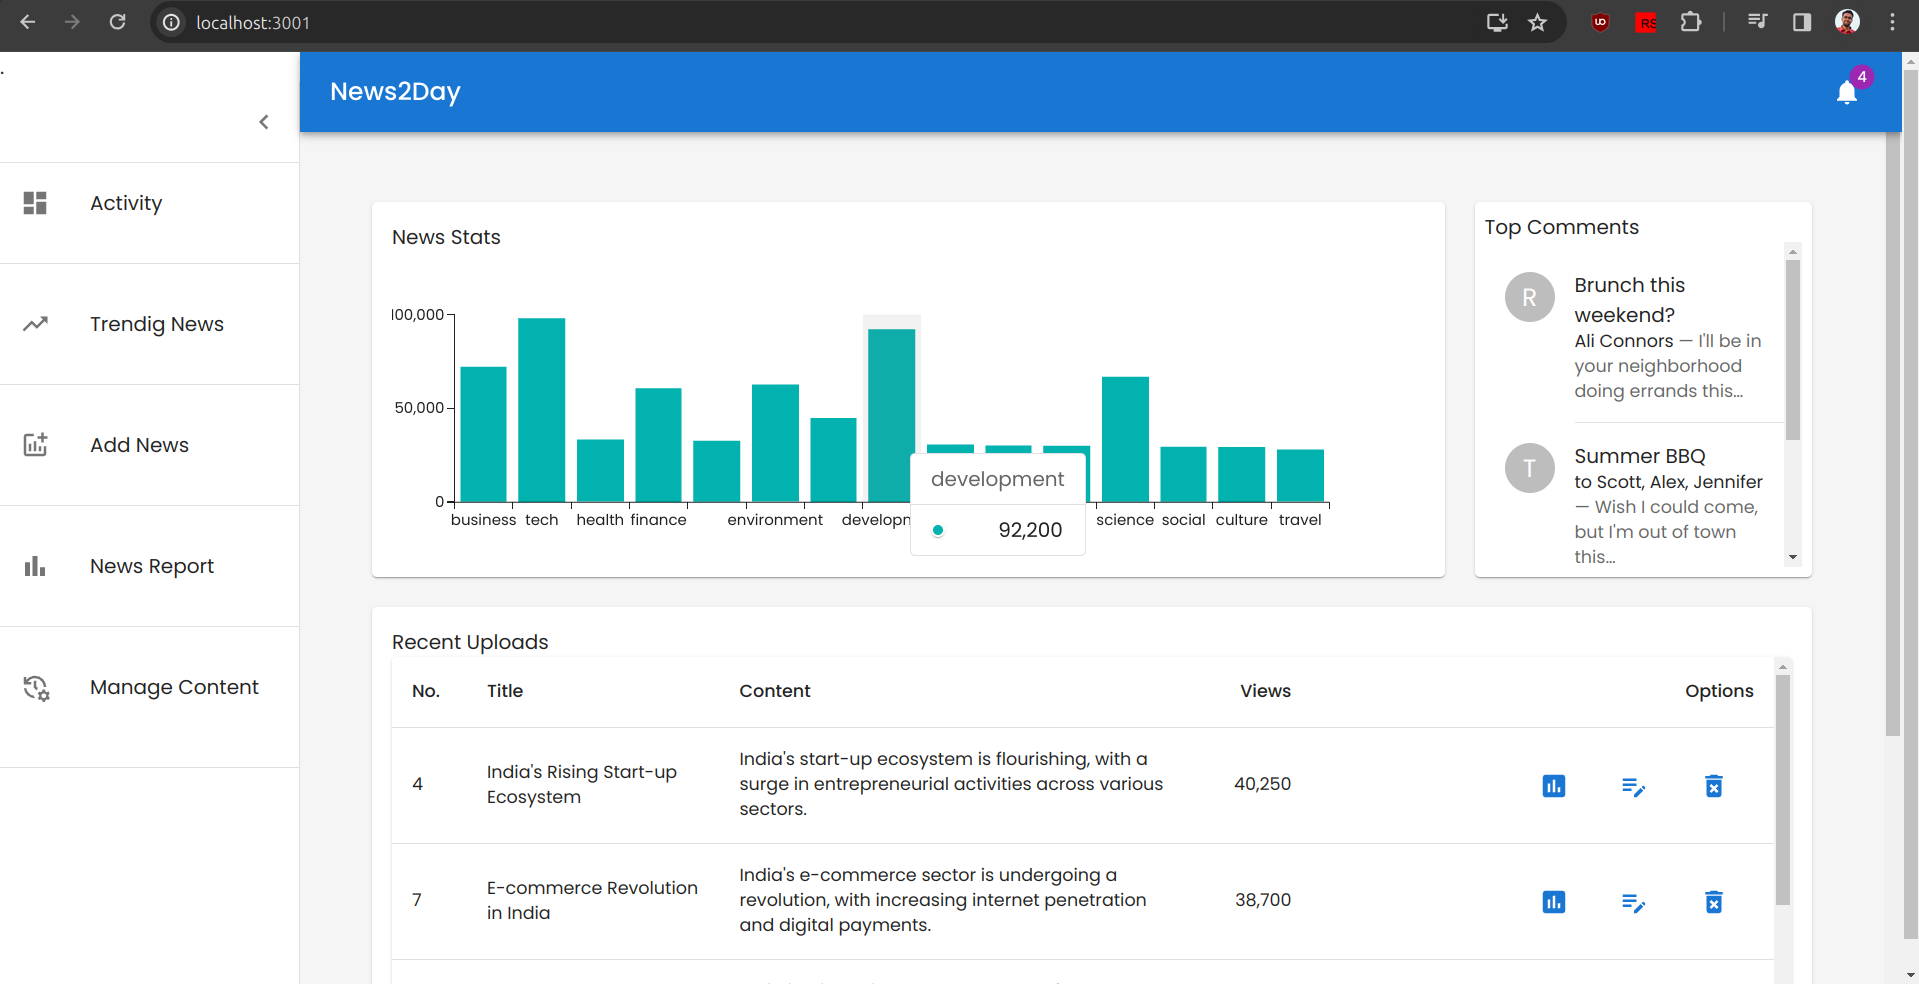 localhost:3001
RS
.
News2Day
4
Activity
Trendig News
Add News
News Report
Manage Content
News Stats
00,000
50,000
0
business tech health finance environment developm science social culture travel
development
92,200
Top Comments
R
Brunch this
weekend?
Ali Connors — I'll be in
your neighborhood
doing errands this...
T
Summer BBQ
to Scott, Alex, Jennifer
— Wish I could come,
but I'm out of town
this...
Recent Uploads
No. Title Content Views Options
4
India's Rising Start-up
Ecosystem
India's start-up ecosystem is flourishing, with a
surge in entrepreneurial activities across various
sectors.
40,250
7
E-commerce Revolution
in India
India's e-commerce sector is undergoing a
revolution, with increasing internet penetration
and digital payments.
38,700